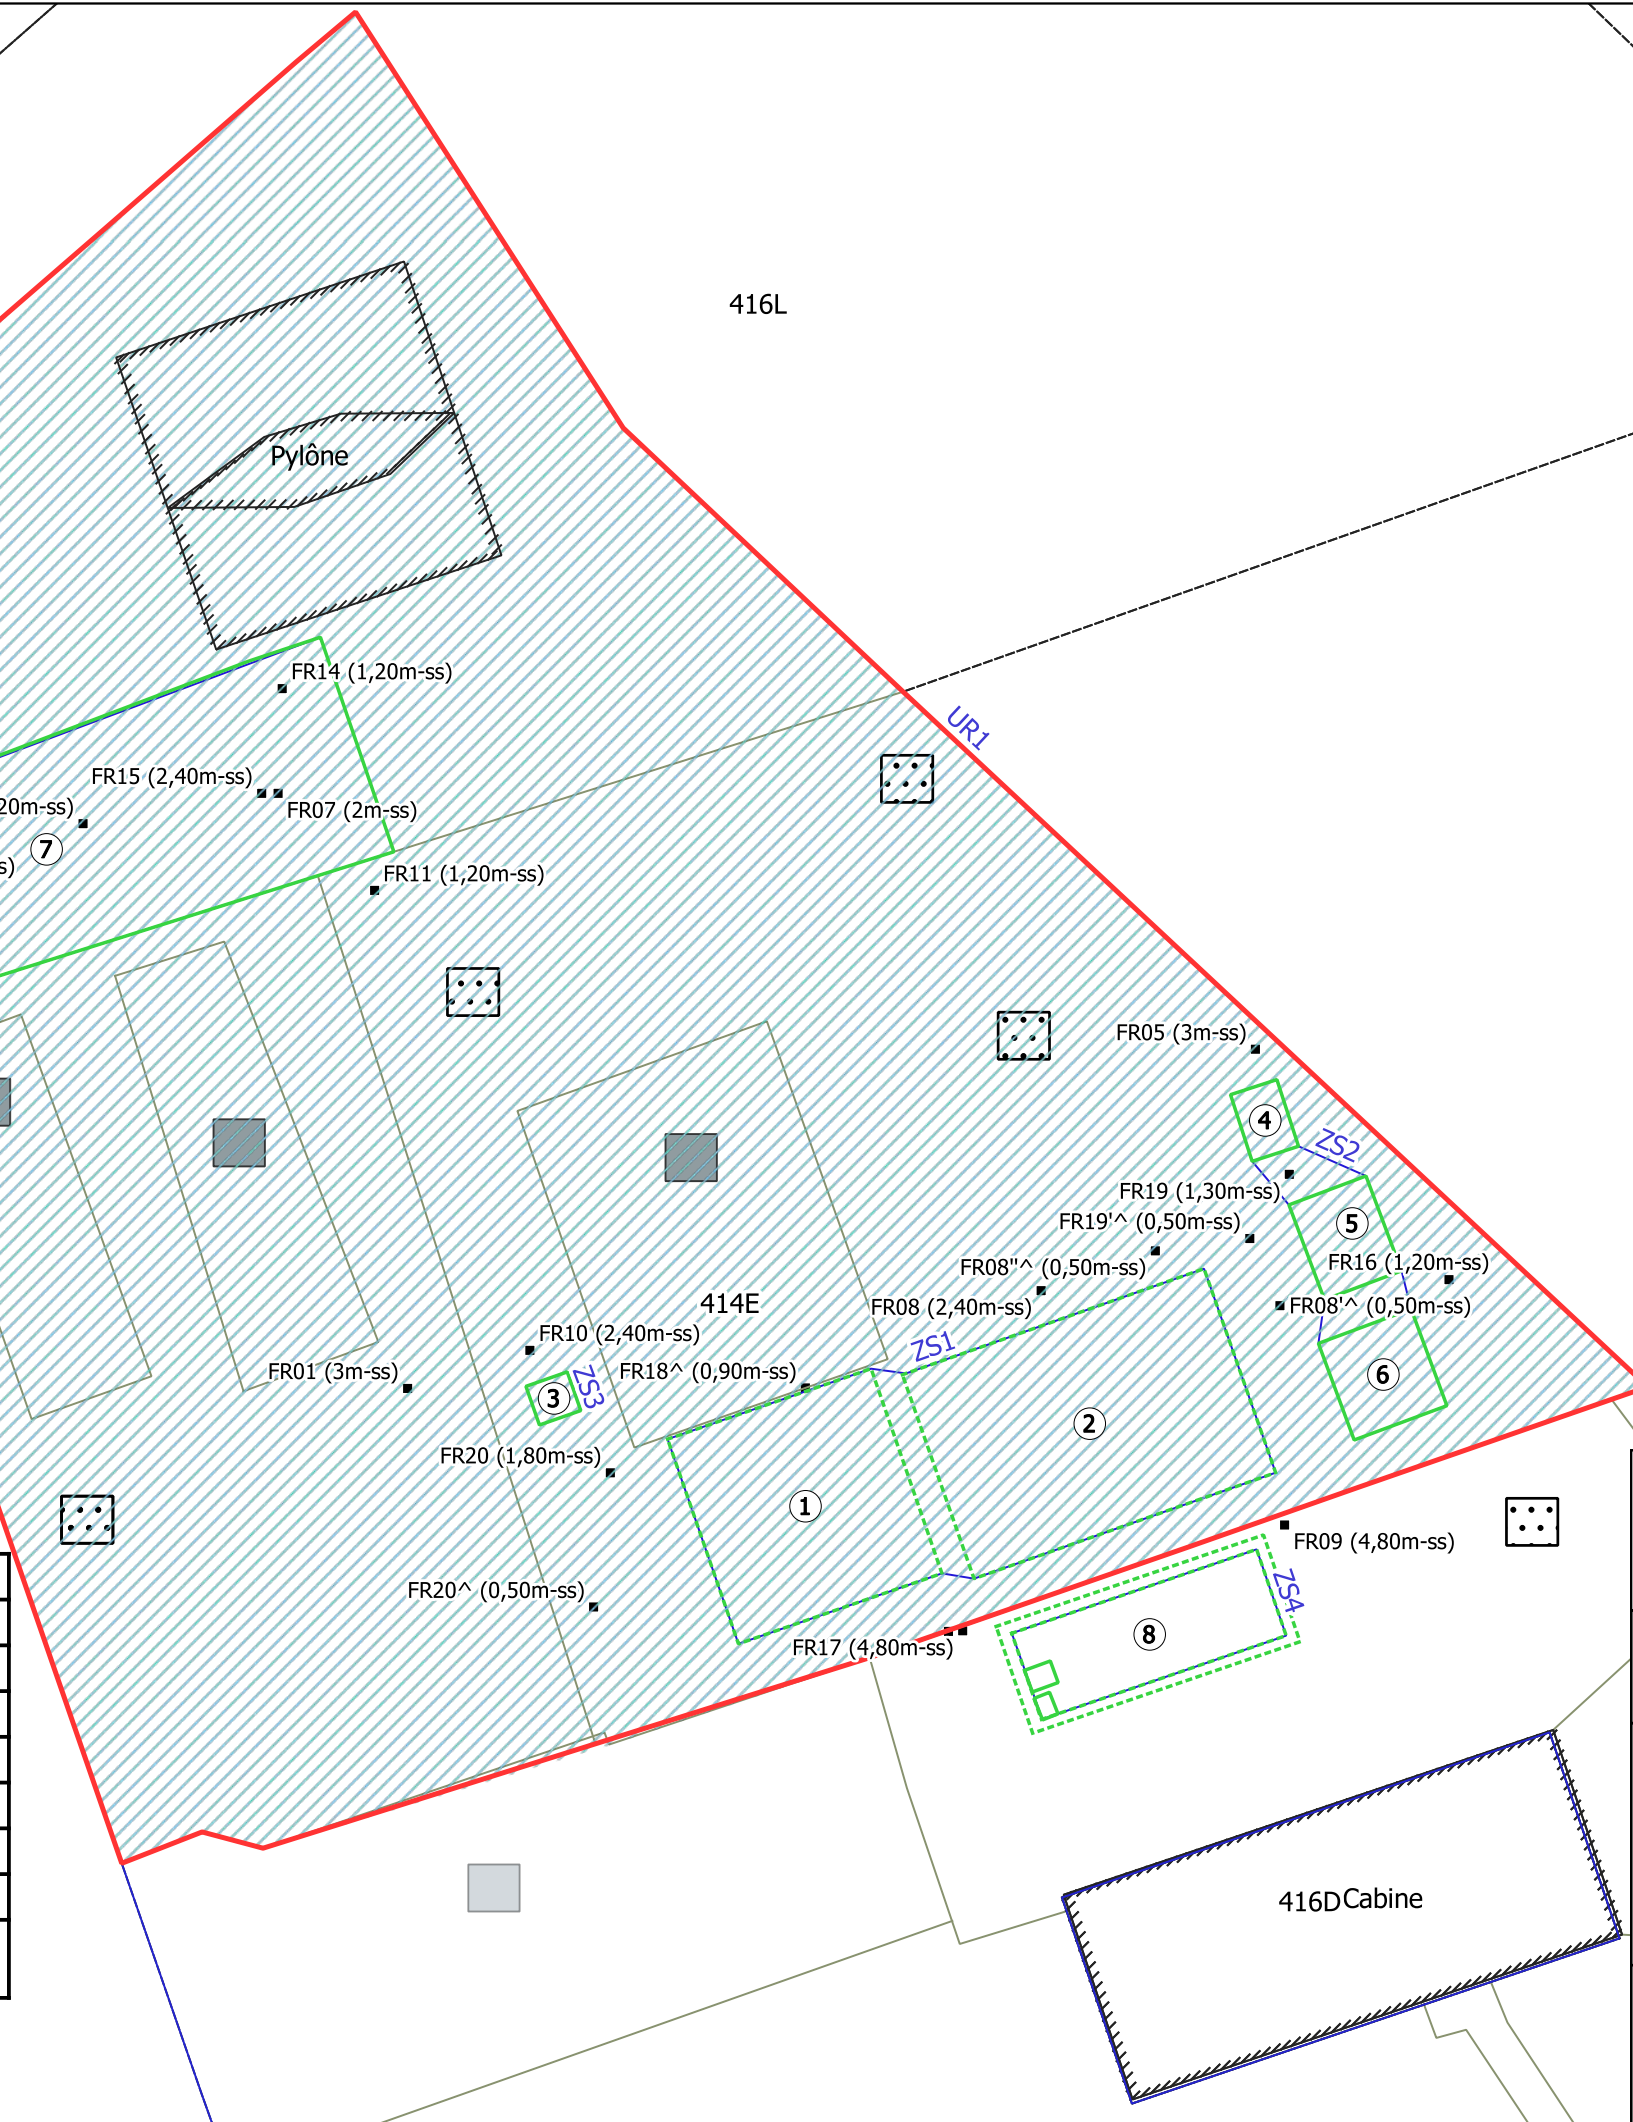 416L
Pylône
FR14 (1,20m-ss)
UR1
FR15 (2,40m-ss)
20m-ss)
FR07 (2m-ss)
7
s)
FR11 (1,20m-ss)
FR05 (3m-ss)
4
ZS2
FR19 (1,30m-ss)
FR19'^ (0,50m-ss)
5
FR08"^ (0,50m-ss)
FR16 (1,20m-ss)
414E
FR08 (2,40m-ss)
FR08'^ (0,50m-ss)
FR10 (2,40m-ss)
ZS1
FR01 (3m-ss)
FR18^ (0,90m-ss)
6
3
ZS3
2
FR20 (1,80m-ss)
1
FR09 (4,80m-ss)
FR20^ (0,50m-ss)
ZS4
8
FR17 (4,80m-ss)
416D
Cabine